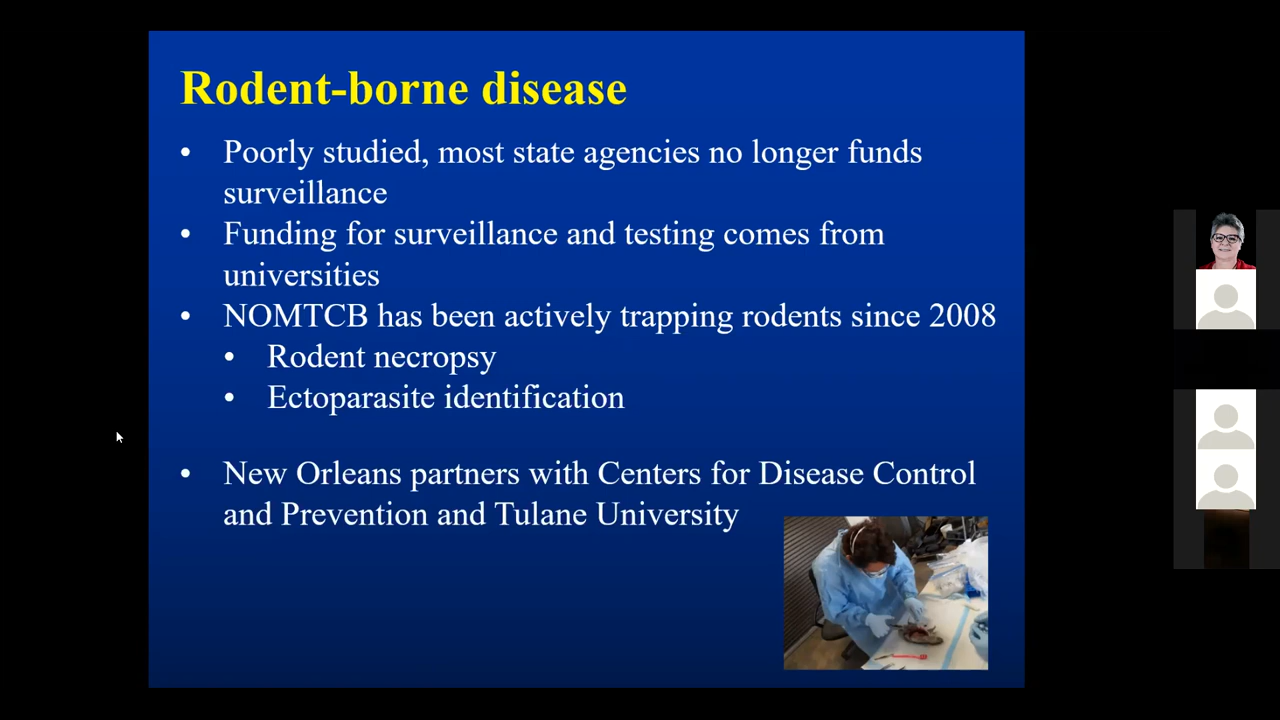 Rodent-borne disease
• Poorly studied, most state agencies no longer funds
surveillance
• Funding for surveillance and testing comes from
universities
• NOMTCB has been actively trapping rodents since 2008
• Rodent necropsy
• Ectoparasite identification
• New Orleans partners with Centers for Disease Control
and Prevention and Tulane University